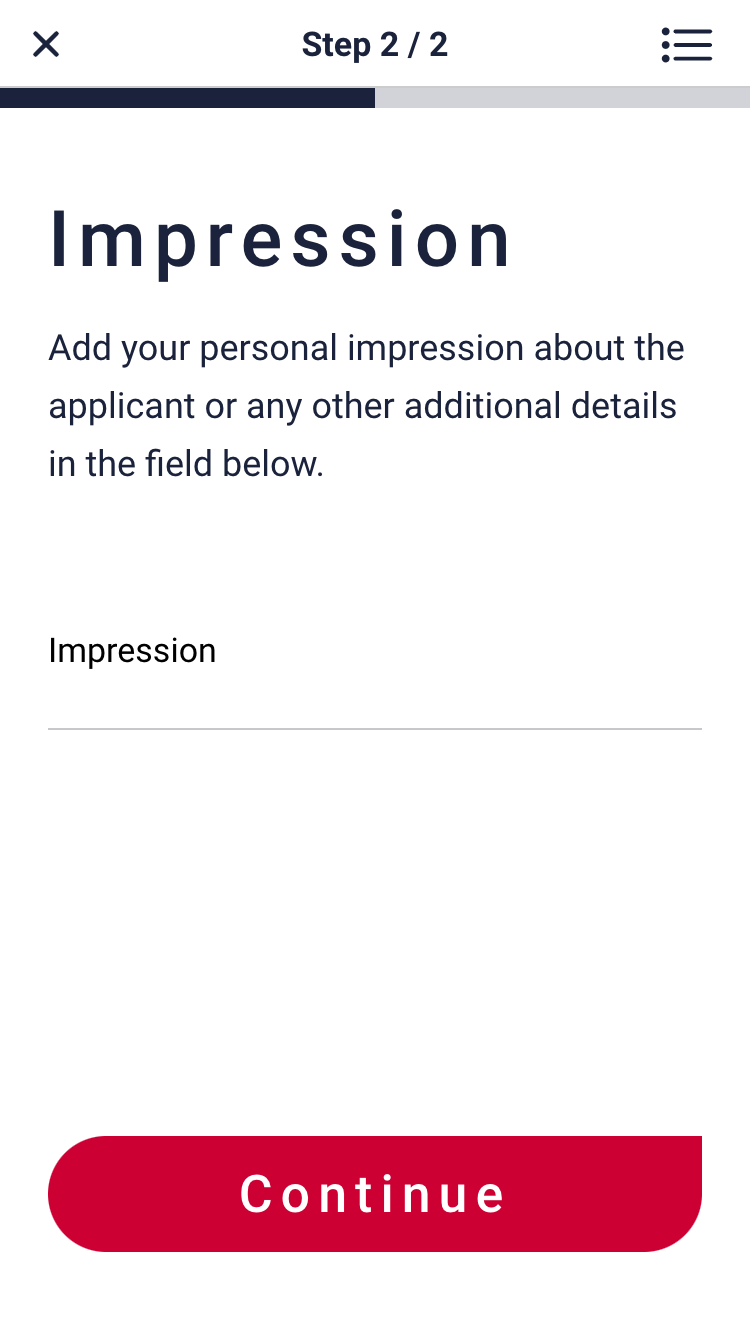 Step 2 / 2
Impression
Add your personal impression about the
applicant or any other additional details
in the field below.
Impression
Continue